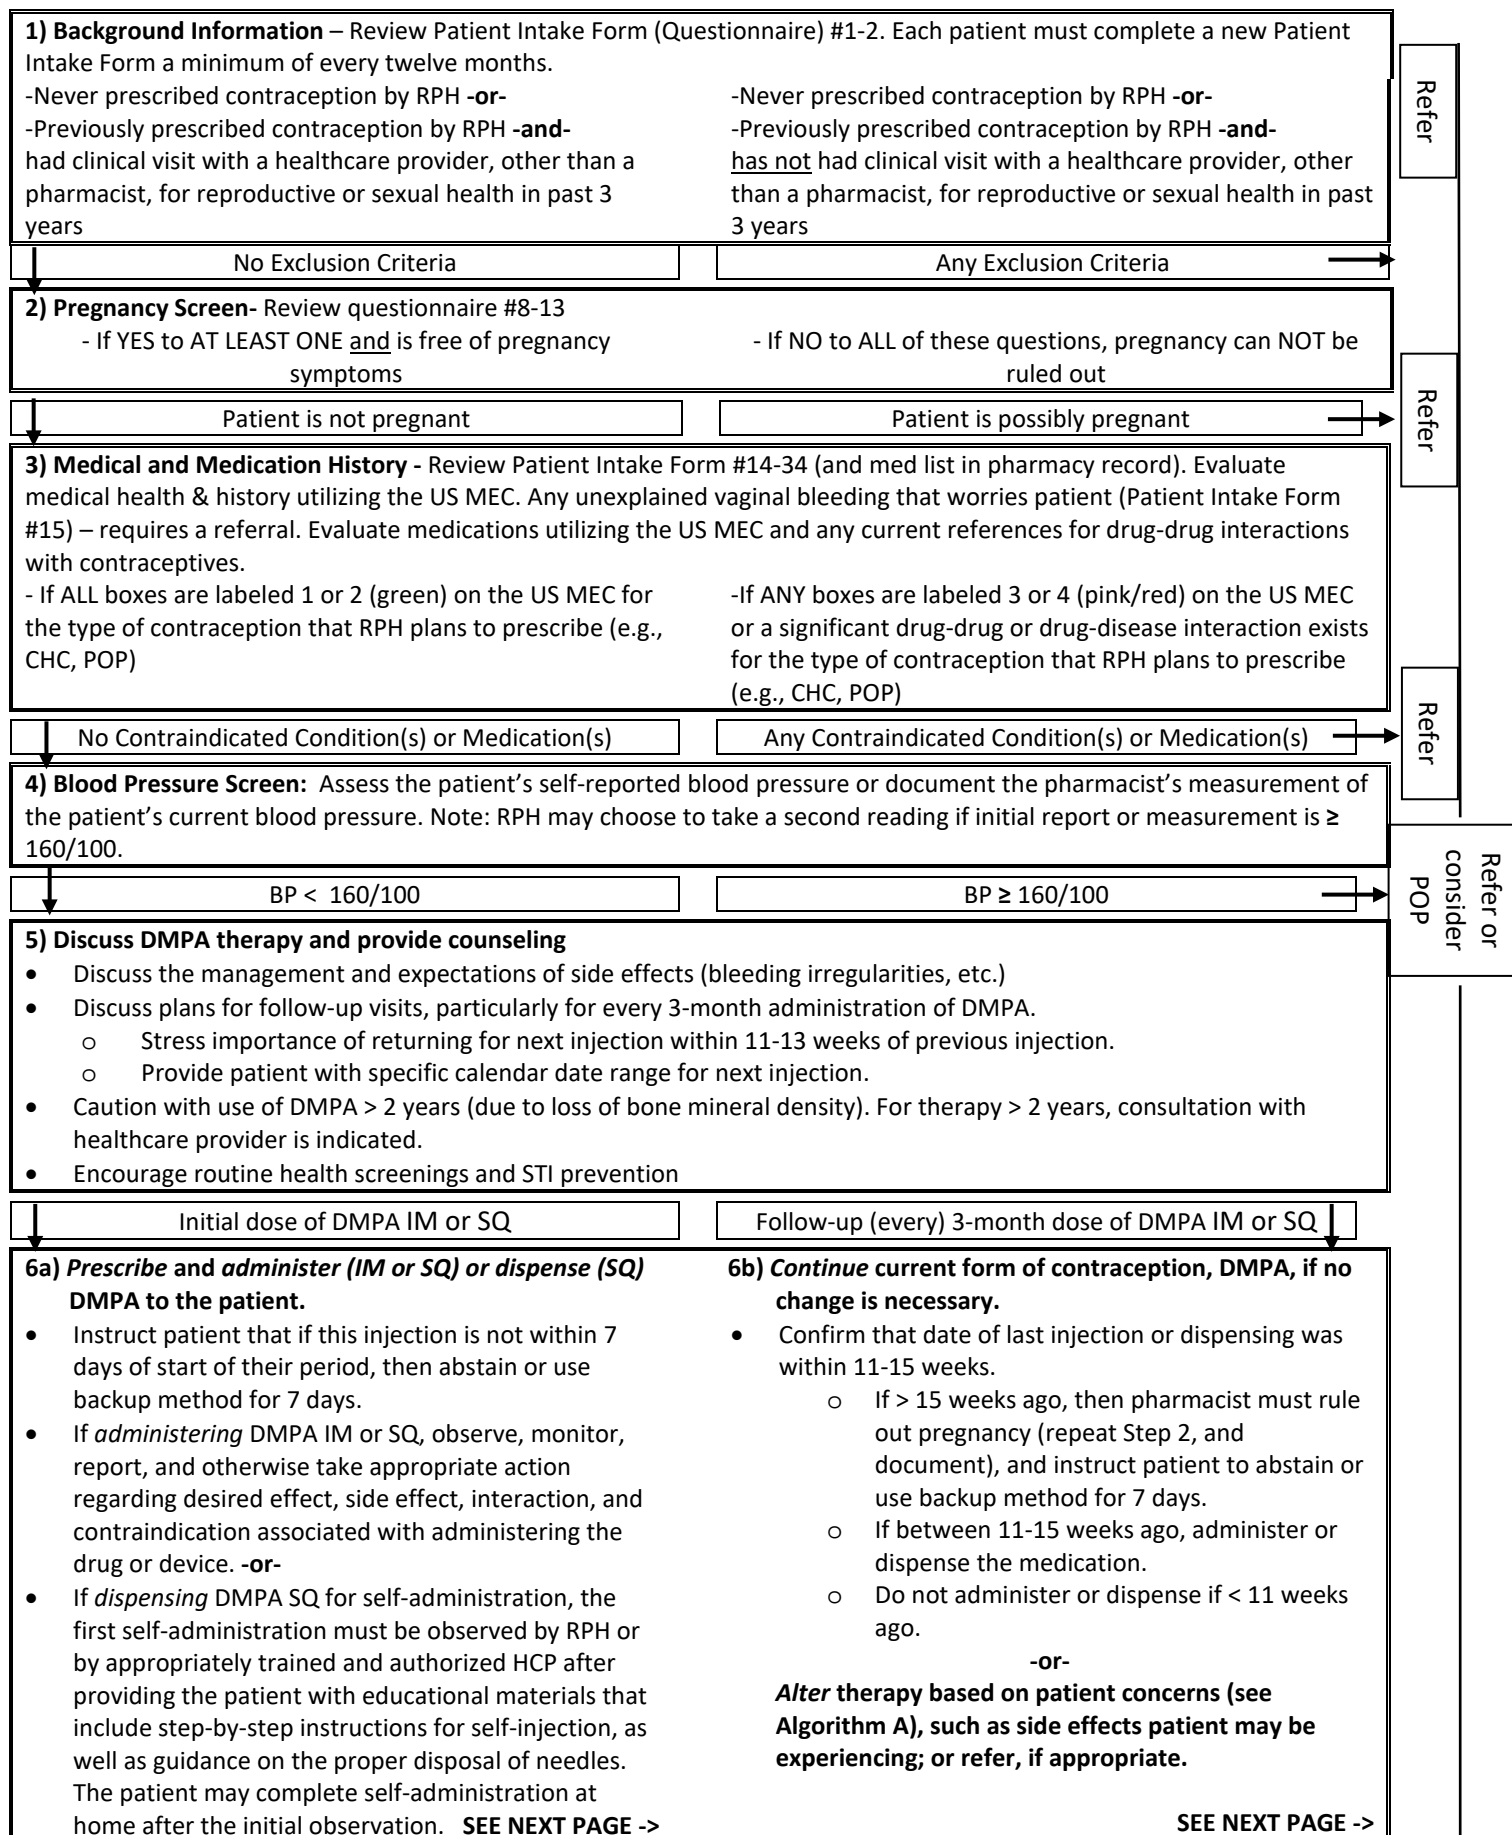 1) Background Information – Review Patient Intake Form (Questionnaire) #1-2. Each patient must complete a new Patient
Intake Form a minimum of every twelve months.
-Never prescribed contraception by RPH -or-
-Previously prescribed contraception by RPH -and-
had clinical visit with a healthcare provider, other than a
pharmacist, for reproductive or sexual health in past 3
years
-Never prescribed contraception by RPH -or-
-Previously prescribed contraception by RPH -and-
has not had clinical visit with a healthcare provider, other
than a pharmacist, for reproductive or sexual health in past
3 years
Refer
No Exclusion Criteria
Any Exclusion Criteria
2) Pregnancy Screen- Review questionnaire #8-13
- If YES to AT LEAST ONE and is free of pregnancy
symptoms
- If NO to ALL of these questions, pregnancy can NOT be
ruled out
Refer
Patient is not pregnant
Patient is possibly pregnant
3) Medical and Medication History - Review Patient Intake Form #14-34 (and med list in pharmacy record). Evaluate
medical health & history utilizing the US MEC. Any unexplained vaginal bleeding that worries patient (Patient Intake Form
#15) – requires a referral. Evaluate medications utilizing the US MEC and any current references for drug-drug interactions
with contraceptives.
- If ALL boxes are labeled 1 or 2 (green) on the US MEC for
the type of contraception that RPH plans to prescribe (e.g.,
CHC, POP)
-If ANY boxes are labeled 3 or 4 (pink/red) on the US MEC
or a significant drug-drug or drug-disease interaction exists
for the type of contraception that RPH plans to prescribe
(e.g., CHC, POP)
Refer
No Contraindicated Condition(s) or Medication(s)
Any Contraindicated Condition(s) or Medication(s)
4) Blood Pressure Screen: Assess the patient's self-reported blood pressure or document the pharmacist's measurement of
the patient's current blood pressure. Note: RPH may choose to take a second reading if initial report or measurement is ≥
160/100.
Refer or
consider
POP
BP < 160/100
BP ≥ 160/100
5) Discuss DMPA therapy and provide counseling
• Discuss the management and expectations of side effects (bleeding irregularities, etc.)
• Discuss plans for follow-up visits, particularly for every 3-month administration of DMPA.
o Stress importance of returning for next injection within 11-13 weeks of previous injection.
o Provide patient with specific calendar date range for next injection.
• Caution with use of DMPA > 2 years (due to loss of bone mineral density). For therapy > 2 years, consultation with
healthcare provider is indicated.
• Encourage routine health screenings and STI prevention
Initial dose of DMPA IM or SQ
Follow-up (every) 3-month dose of DMPA IM or SQ
6a) Prescribe and administer (IM or SQ) or dispense (SQ)
DMPA to the patient.
• Instruct patient that if this injection is not within 7
days of start of their period, then abstain or use
backup method for 7 days.
• If administering DMPA IM or SQ, observe, monitor,
report, and otherwise take appropriate action
regarding desired effect, side effect, interaction, and
contraindication associated with administering the
drug or device. -or-
• If dispensing DMPA SQ for self-administration, the
first self-administration must be observed by RPH or
by appropriately trained and authorized HCP after
providing the patient with educational materials that
include step-by-step instructions for self-injection, as
well as guidance on the proper disposal of needles.
The patient may complete self-administration at
home after the initial observation. SEE NEXT PAGE ->
6b) Continue current form of contraception, DMPA, if no
change is necessary.
• Confirm that date of last injection or dispensing was
within 11-15 weeks.
o If > 15 weeks ago, then pharmacist must rule
out pregnancy (repeat Step 2, and
document), and instruct patient to abstain or
use backup method for 7 days.
o If between 11-15 weeks ago, administer or
dispense the medication.
o Do not administer or dispense if < 11 weeks
ago.
-or-
Alter therapy based on patient concerns (see
Algorithm A), such as side effects patient may be
experiencing; or refer, if appropriate.
SEE NEXT PAGE ->